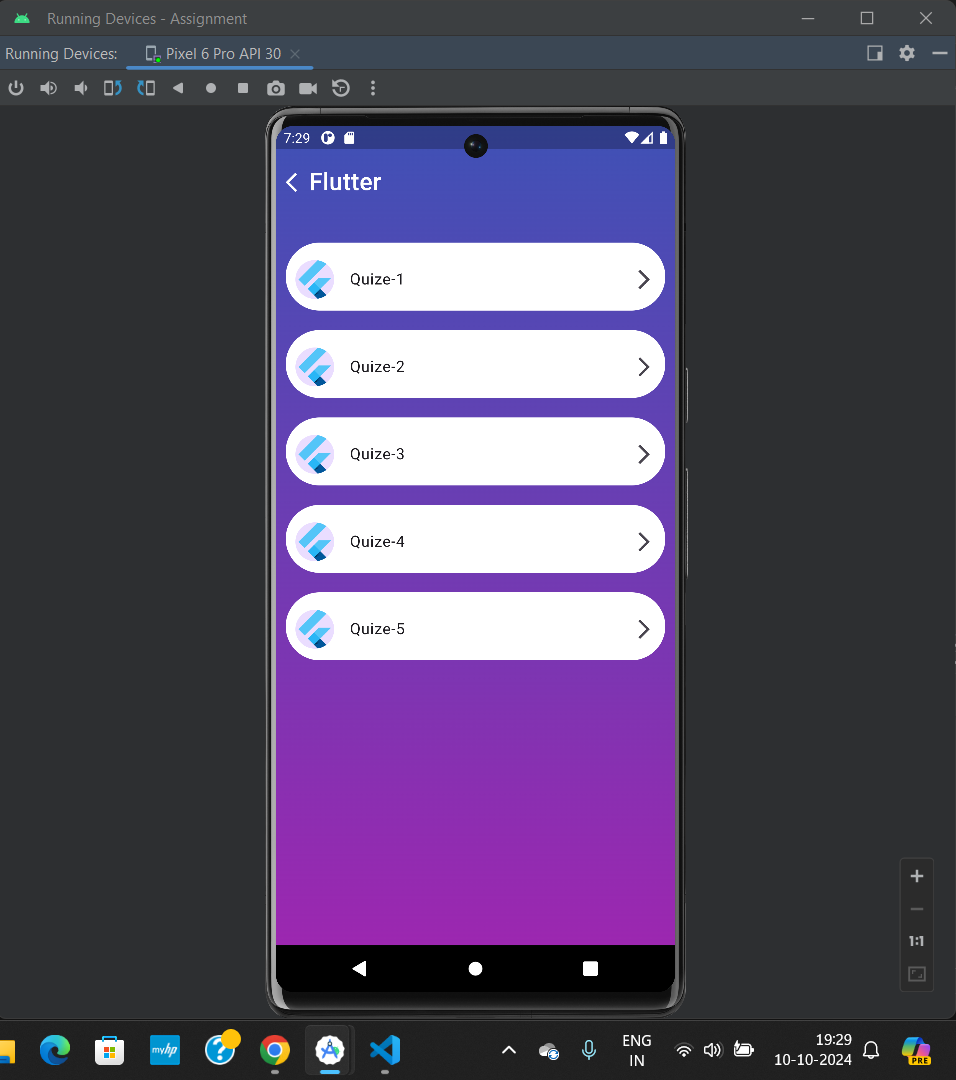 Running Devices - Assignment
Running Devices: Pixel 6 Pro API 30
7:29
Flutter
Quize-1
Quize-2
Quize-3
Quize-4
Quize-5
1:1
myhp
ENG
IN
19:29
10-10-2024
PRE